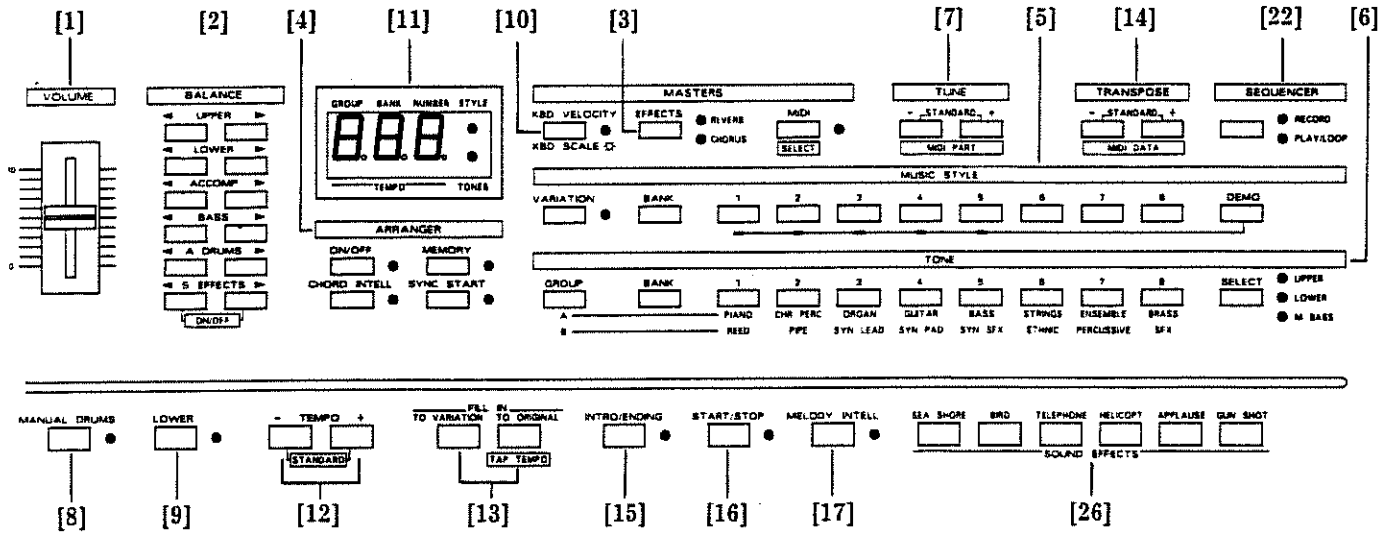 [1] [2] [4] [11] [10] [3] [7] [5] [14] [22] [6]
VOLUME BALANCE MASTERS TUNE TRANSPOSE SEQUENCER
UPPER
GROUP BANK NUMBER STYLE
KBD VELOCITY EFFECTS REVERB CHORUS MIDI
- STANDARD + - STANDARD + RECORD
PLAY/LOOP
KBD SCALE SELECT MIDI PART MIDI DATA
LOWER
8.8.8.
TEMPO TONES
MUSIC STYLE
ACCOMP
VARIATION BANK 1 2 3 4 5 6 7 8 DEMO
BASS
ARRANGER
A DRUMS
ON/OFF MEMORY
TONE
S EFFECTS
CHORD INTELL SYNC START
GROUP BANK 1 2 3 4 5 6 7 8 SELECT UPPER
LOWER
M. BASS
ON/OFF
A PIANO CHR PERC ORGAN GUITAR BASS STRINGS ENSEMBLE BRASS
B REED PIPE SYN LEAD SYN PAD SYN SFX ETHNIC PERCUSSIVE SFX
MANUAL DRUMS LOWER - TEMPO + FILL IN
TO VARIATION TO ORIGINAL INTRO/ENDING START/STOP MELODY INTELL SEA SHORE BIRD TELEPHONE HELICOPT APPLAUSE GUN SHOT
STANDARD TAP TEMPO SOUND EFFECTS
[8] [9] [12] [13] [15] [16] [17] [26]